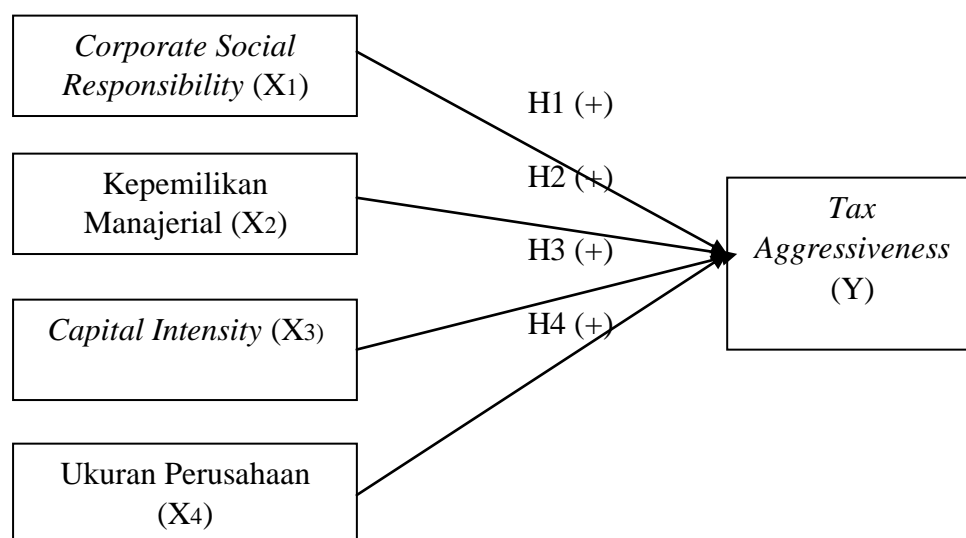 Corporate Social
Responsibility (X1)
H1 (+)
Kepemilikan
Manajerial (X2)
H2 (+)
Tax
Aggressiveness
(Y)
H3 (+)
Capital Intensity (X3)
H4 (+)
Ukuran Perusahaan
(X4)